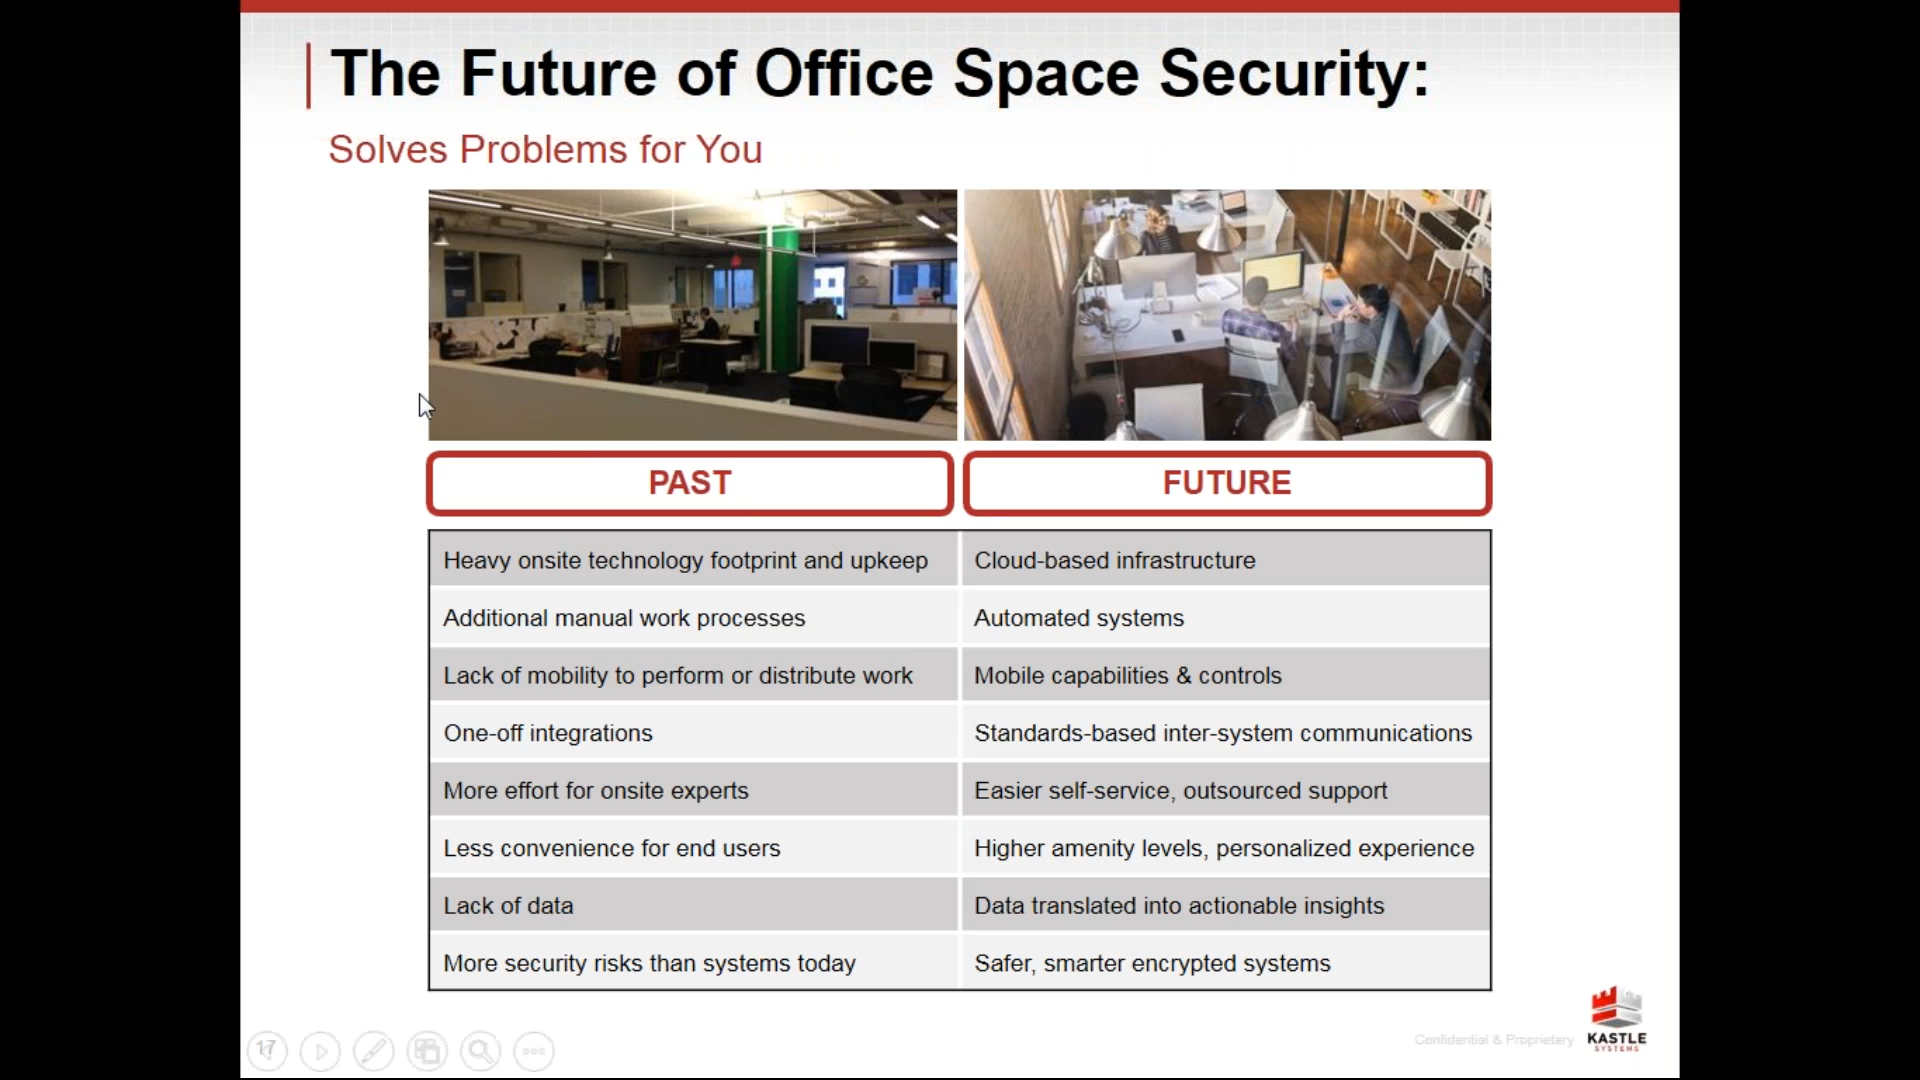 The Future of Office Space Security:
Solves Problems for You
PAST
FUTURE
Heavy onsite technology footprint and upkeep
Cloud-based infrastructure
Additional manual work processes
Automated systems
Lack of mobility to perform or distribute work
Mobile capabilities & controls
One-off integrations
Standards-based inter-system communications
More effort for onsite experts
Easier self-service, outsourced support
Less convenience for end users
Higher amenity levels, personalized experience
Lack of data
Data translated into actionable insights
More security risks than systems today
Safer, smarter encrypted systems
17
Confidential & Proprietary
KASTLE
SYSTEMS